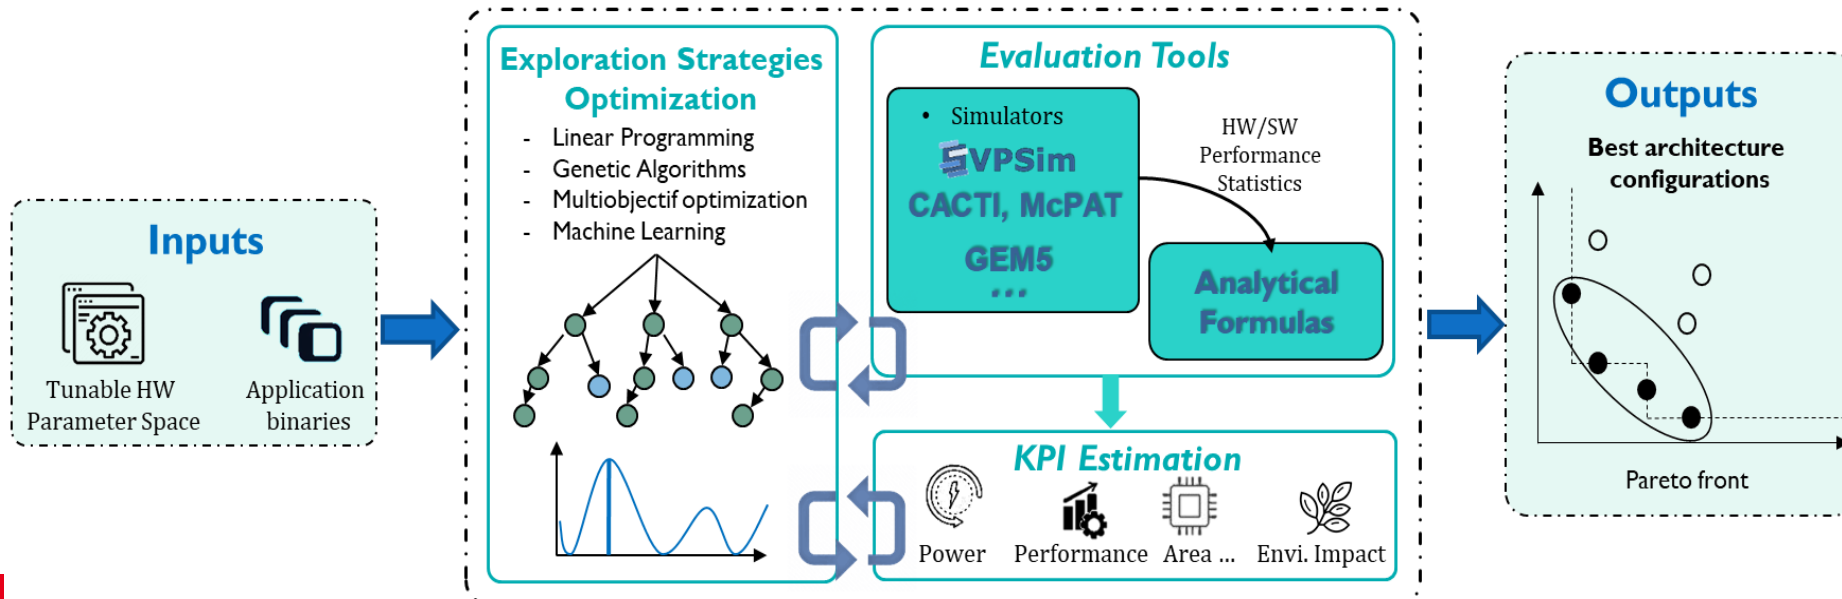 Inputs
Tunable HW
Parameter Space
Application
binaries
Exploration Strategies
Optimization
- Linear Programming
- Genetic Algorithms
- Multiobjectif optimization
- Machine Learning
Evaluation Tools
• Simulators
VPSim
CACTI, McPAT
GEM5
...
HW/SW
Performance
Statistics
Analytical
Formulas
KPI Estimation
Power
Performance
Area ...
Envi. Impact
Outputs
Best architecture
configurations
Pareto front